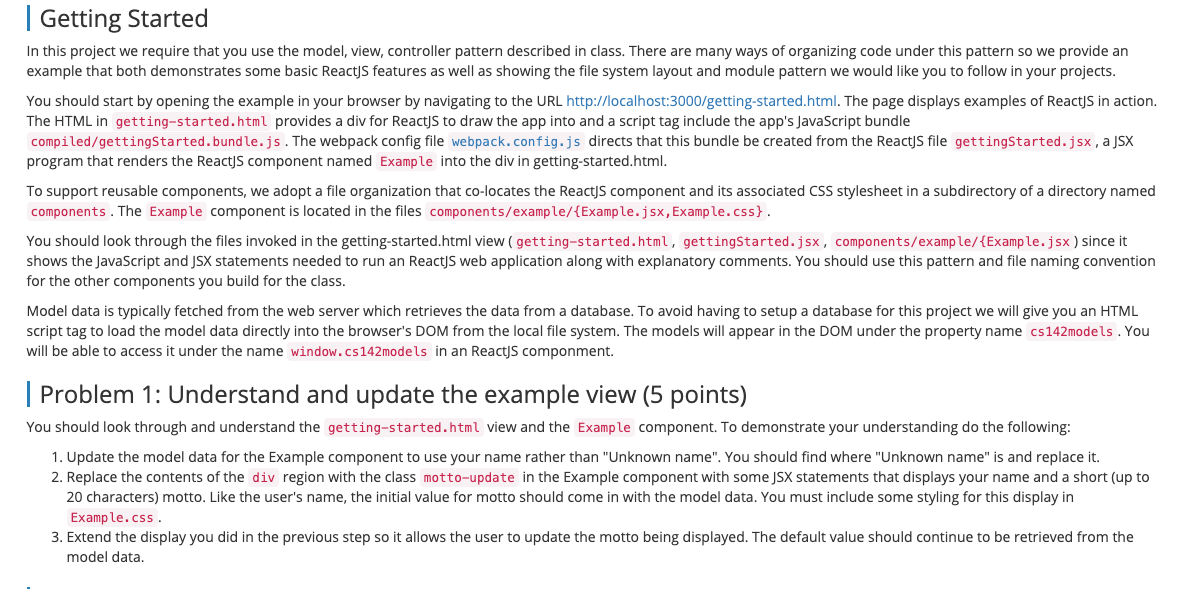 Getting Started
In this project we require that you use the model, view, controller pattern described in class. There are many ways of organizing code under this pattern so we provide an
example that both demonstrates some basic ReactJS features as well as showing the file system layout and module pattern we would like you to follow in your projects.
You should start by opening the example in your browser by navigating to the URL http://localhost:3000/getting-started.html. The page displays examples of ReactJS in action.
The HTML in getting-started.html provides a div for ReactJS to draw the app into and a script tag include the app's JavaScript bundle
compiled/gettingStarted.bundle.js . The webpack config file webpack.config.js directs that this bundle be created from the ReactJS file gettingStarted.jsx , a JSX
program that renders the ReactJS component named Example into the div in getting-started.html.
To support reusable components, we adopt a file organization that co-locates the ReactJS component and its associated CSS stylesheet in a subdirectory of a directory named
components . The Example component is located in the files components/example/{Example.jsx,Example.css} .
You should look through the files invoked in the getting-started.html view ( getting-started.html , gettingStarted.jsx , components/example/{Example.jsx ) since it
shows the JavaScript and JSX statements needed to run an ReactJS web application along with explanatory comments. You should use this pattern and file naming convention
for the other components you build for the class.
Model data is typically fetched from the web server which retrieves the data from a database. To avoid having to setup a database for this project we will give you an HTML
script tag to load the model data directly into the browser's DOM from the local file system. The models will appear in the DOM under the property name cs142models . You
will be able to access it under the name window.cs142models in an ReactJS componment.
Problem 1: Understand and update the example view (5 points)
You should look through and understand the getting-started.html view and the Example component. To demonstrate your understanding do the following:
1. Update the model data for the Example component to use your name rather than "Unknown name". You should find where "Unknown name" is and replace it.
2. Replace the contents of the div region with the class motto-update in the Example component with some JSX statements that displays your name and a short (up to
20 characters) motto. Like the user's name, the initial value for motto should come in with the model data. You must include some styling for this display in
Example.css .
3. Extend the display you did in the previous step so it allows the user to update the motto being displayed. The default value should continue to be retrieved from the
model data.